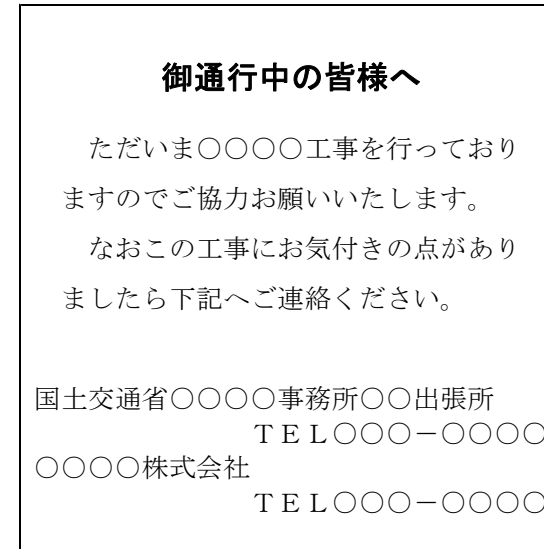 御通行中の皆様へ
ただいま○○○○工事を行っており
ますのでご協力お願いいたします。
なおこの工事にお気付きの点があり
ましたら下記へご連絡ください。
国土交通省○○○○事務所○○出張所
ＴＥＬ○○○－○○○○
○○○○株式会社
ＴＥＬ○○○－○○○○